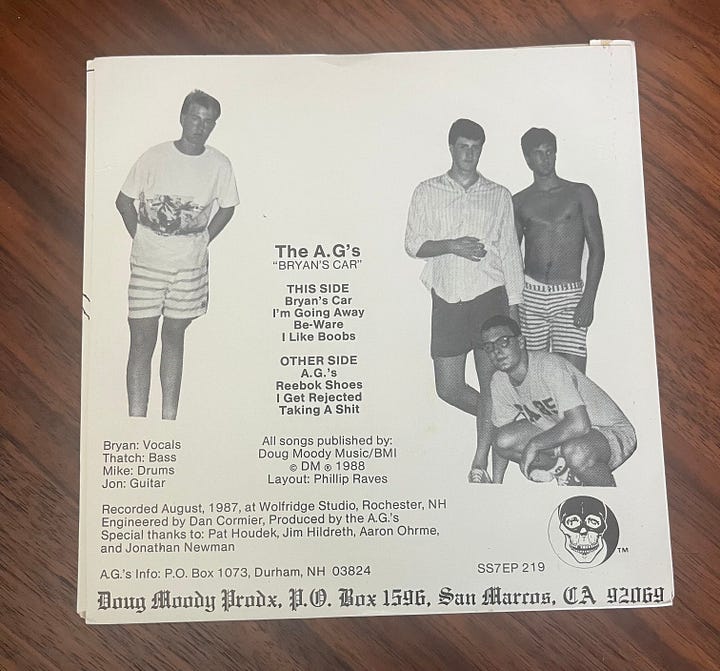 The A.G's
"BRYAN'S CAR"
THIS SIDE
Bryan's Car
I'm Going Away
Be-Ware
I Like Boobs
OTHER SIDE
A.G.'s
Reebok Shoes
I Get Rejected
Taking A Shit
Bryan: Vocals
Thatch: Bass
Mike: Drums
Jon: Guitar
All songs published by:
Doug Moody Music/BMI
© DM ℗ 1988
Layout: Phillip Raves
Recorded August, 1987, at Wolfridge Studio, Rochester, NH
Engineered by Dan Cormier, Produced by the A.G.'s
Special thanks to: Pat Houdek, Jim Hildreth, Aaron Ohrme,
and Jonathan Newman
A.G.'s Info: P.O. Box 1073, Durham, NH 03824
SS7EP 219
TM
Doug Moody Prodx, P.O. Box 1596, San Marcos, CA 92069